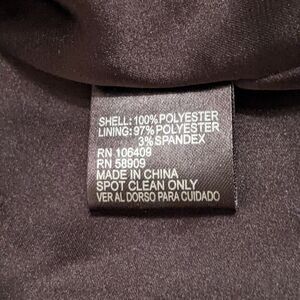 SHELL: 100% POLYESTER
LINING: 97% POLYESTER
3% SPANDEX
RN 106409
RN 58909
MADE IN CHINA
SPOT CLEAN ONLY
VER AL DORSO PARA CUIDADO